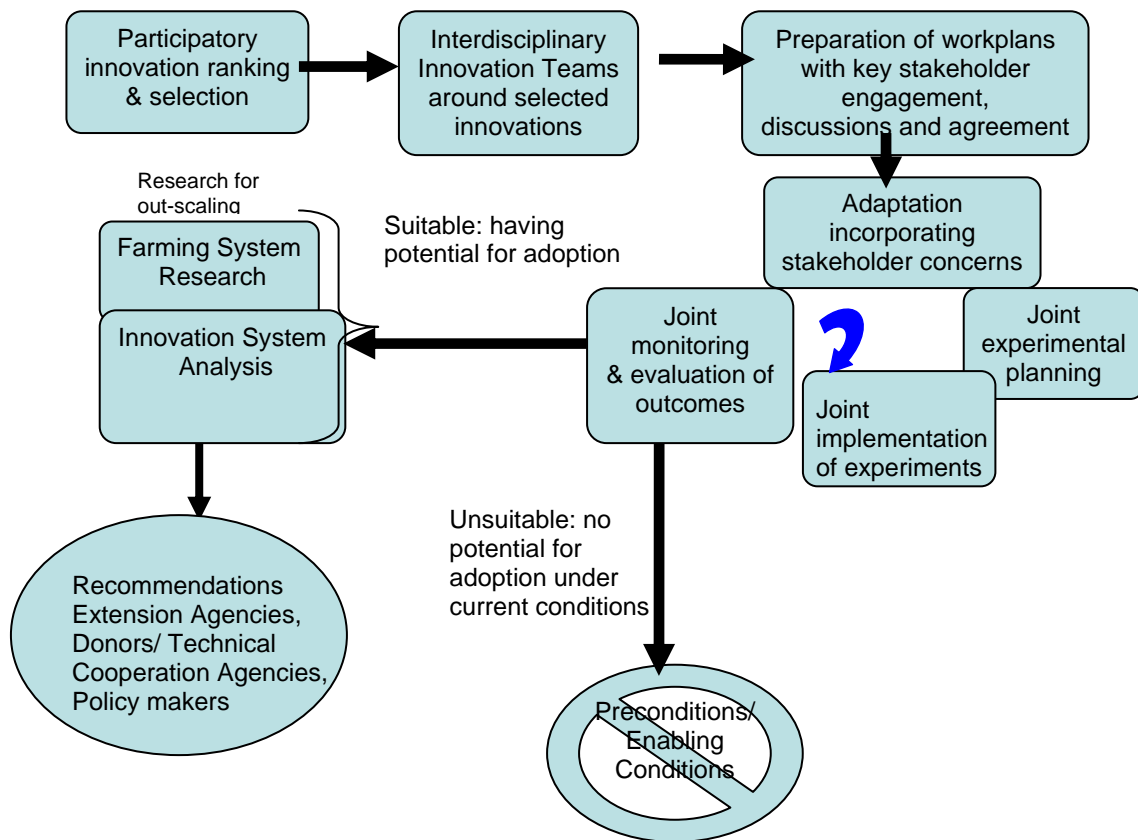 Participatory
innovation ranking
& selection
Interdisciplinary
Innovation Teams
around selected
innovations
Preparation of workplans
with key stakeholder
engagement,
discussions and agreement
Adaptation
incorporating
stakeholder concerns
Joint
experimental
planning
Joint
implementation
of experiments
Joint
monitoring
& evaluation of
outcomes
Suitable: having
potential for adoption
Research for
out-scaling
Farming System
Research
Innovation System
Analysis
Recommendations
Extension Agencies,
Donors/ Technical
Cooperation Agencies,
Policy makers
Unsuitable: no
potential for
adoption under
current conditions
Preconditions/
Enabling
Conditions